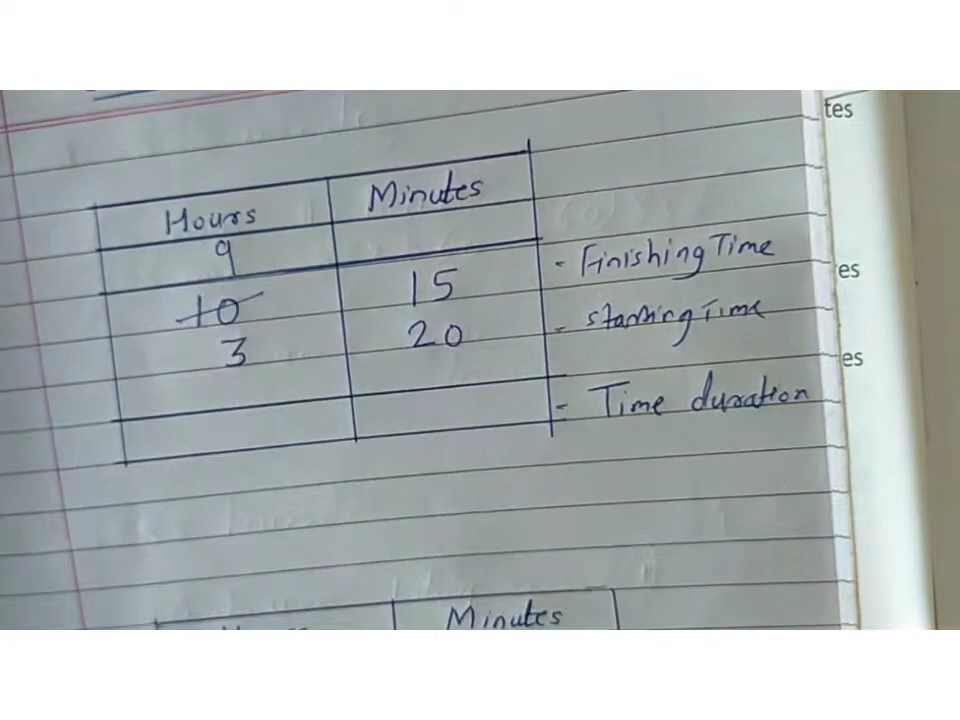 tes
Hours Minutes
9
10 15 - Finishing Time
3 20 - Starting Time
- Time duration
es
es
Minutes